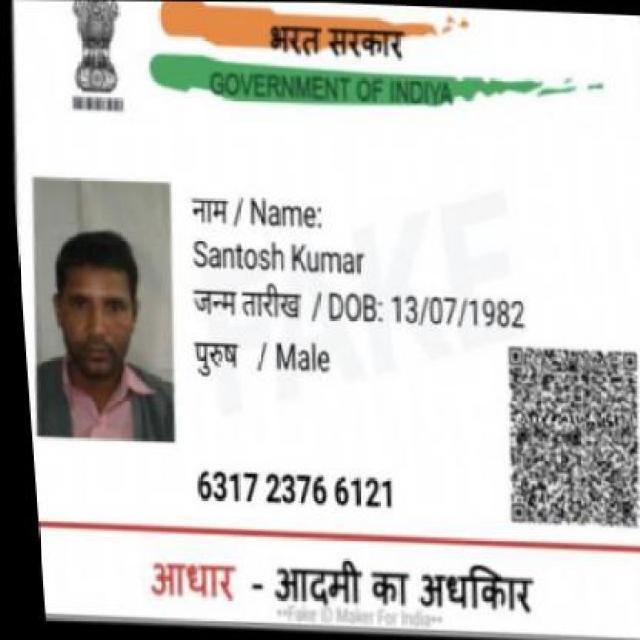 भरत सरकार
GOVERNMENT OF INDIYA
नाम / Name:
Santosh Kumar
जन्म तारीख / DOB: 13/07/1982
पुरुष / Male
FAKE
6317 2376 6121
आधार - आदमी का अधकिार
**Fake ID Maker For India**